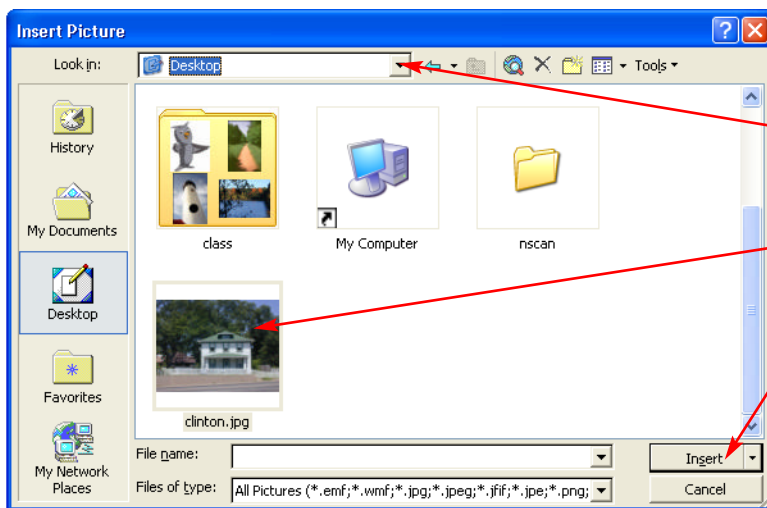 Insert Picture
Look in:
Desktop
Tools
History
My Documents
Desktop
Favorites
My Network
Places
class
My Computer
nscan
clinton.jpg
File name:
Insert
Files of type:
All Pictures (*.emf;*.wmf;*.jpg;*.jpeg;*.jfif;*.jpe;*.png;
Cancel